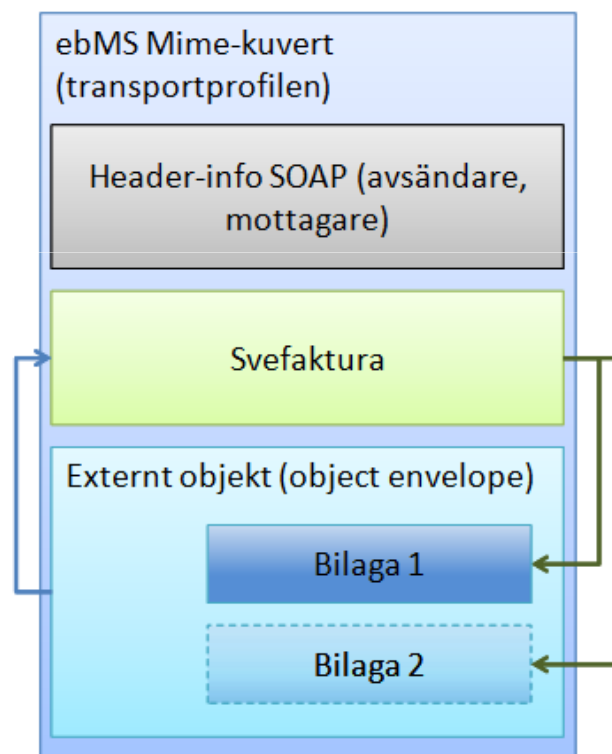 ebMS Mime-kuvert
(transportprofilen)
Header-info SOAP (avsändare,
mottagare)
Svefaktura
Externt objekt (object envelope)
Bilaga 1
Bilaga 2